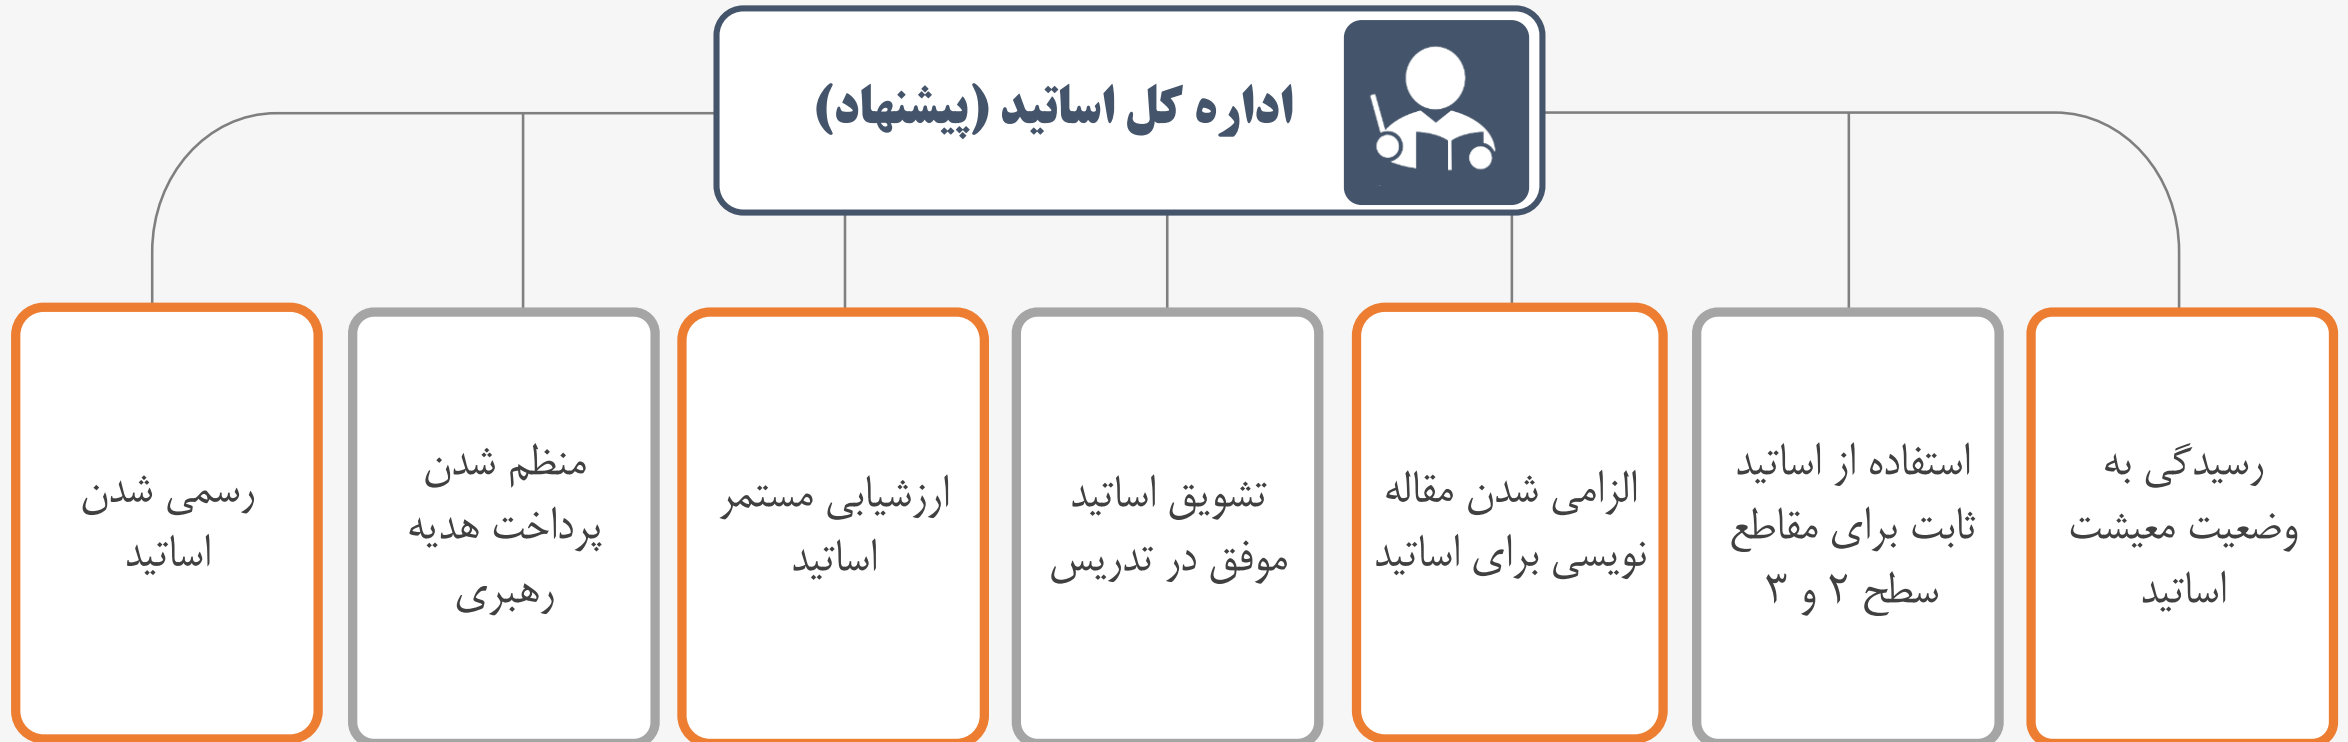 اداره کل اساتید (پیشنهاد)
رسیدگی به
وضعیت معیشت
اساتید
استفاده از اساتید
ثابت برای مقاطع
سطح ۲ و ۳
الزامی شدن مقاله
نویسی برای اساتید
تشویق اساتید
موفق در تدریس
ارزشیابی مستمر
اساتید
منظم شدن
پرداخت هدیه
رهبری
رسمی شدن
اساتید